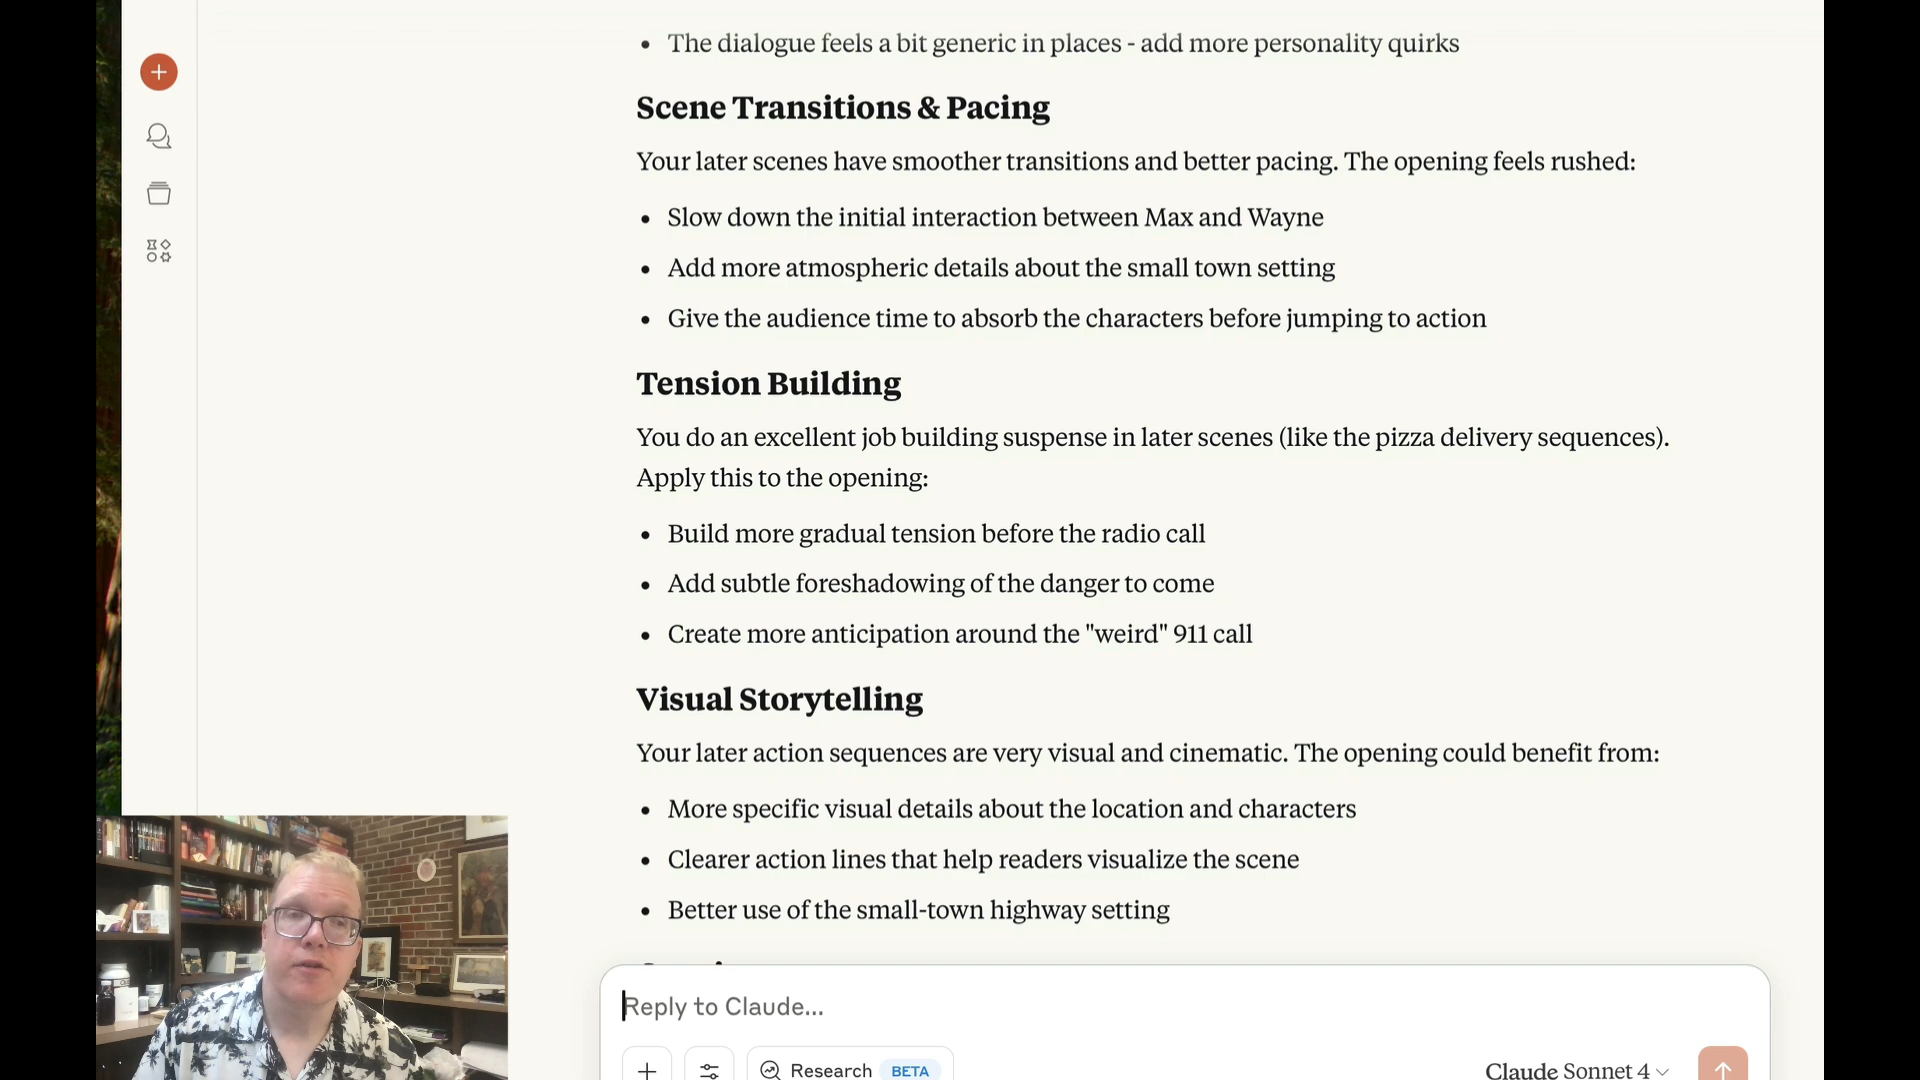 The dialogue feels a bit generic in places - add more personality quirks
Scene Transitions & Pacing
Your later scenes have smoother transitions and better pacing. The opening feels rushed:
Slow down the initial interaction between Max and Wayne
Add more atmospheric details about the small town setting
Give the audience time to absorb the characters before jumping to action
Tension Building
You do an excellent job building suspense in later scenes (like the pizza delivery sequences).
Apply this to the opening:
Build more gradual tension before the radio call
Add subtle foreshadowing of the danger to come
Create more anticipation around the "weird" 911 call
Visual Storytelling
Your later action sequences are very visual and cinematic. The opening could benefit from:
More specific visual details about the location and characters
Clearer action lines that help readers visualize the scene
Better use of the small-town highway setting
Reply to Claude...
Research BETA
Claude Sonnet 4